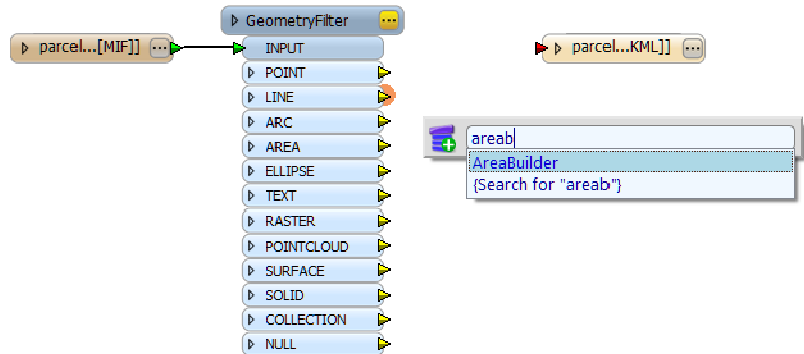 GeometryFilter
parcel...[MIF]]
INPUT
parcel...KML]]
POINT
LINE
ARC
AREA
ELLIPSE
TEXT
RASTER
POINTCLOUD
SURFACE
SOLID
COLLECTION
NULL
areab
AreaBuilder
{Search for "areab"}